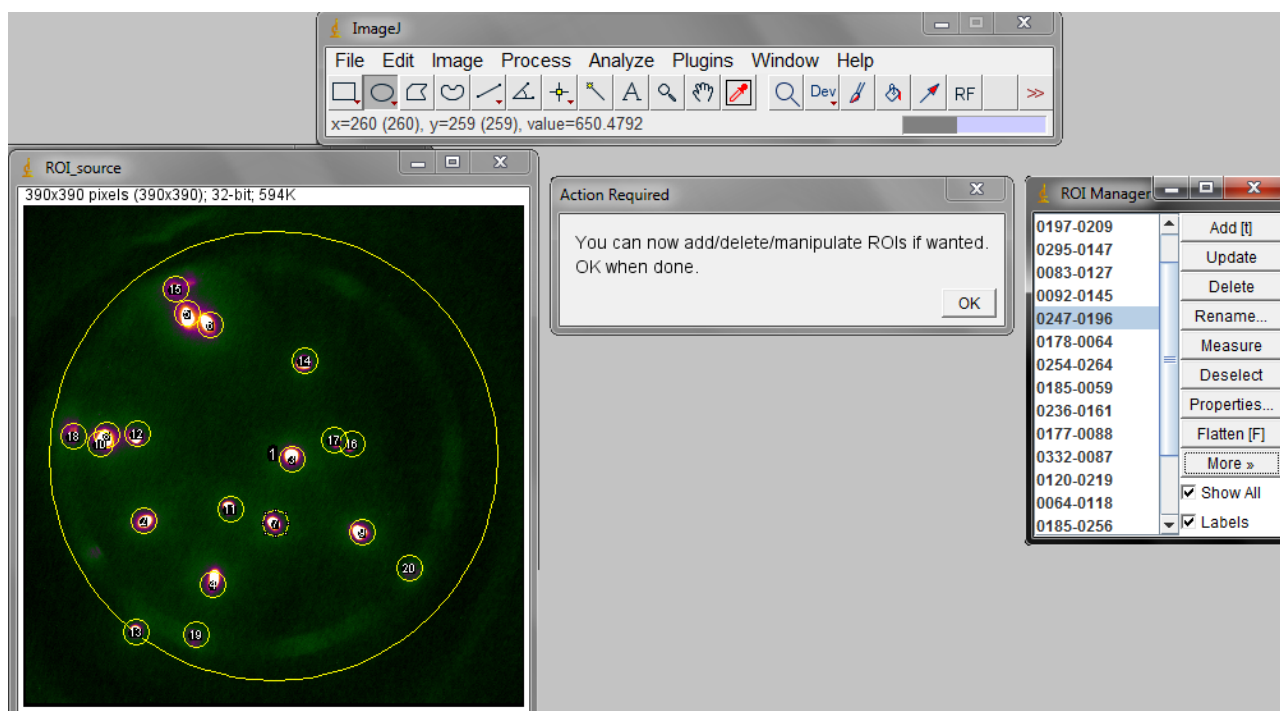 ImageJ
File Edit Image Process Analyze Plugins Window Help
Dev RF >>
x=260 (260), y=259 (259), value=650.4792
ROI_source
390x390 pixels (390x390); 32-bit; 594K
15
14
18
10
12
17
16
1
11
7
20
13
19
Action Required
You can now add/delete/manipulate ROIs if wanted.
OK when done.
OK
ROI Manager
0197-0209
0295-0147
0083-0127
0092-0145
0247-0196
0178-0064
0254-0264
0185-0059
0236-0161
0177-0088
0332-0087
0120-0219
0064-0118
0185-0256
Add [t]
Update
Delete
Rename...
Measure
Deselect
Properties...
Flatten [F]
More »
Show All
Labels